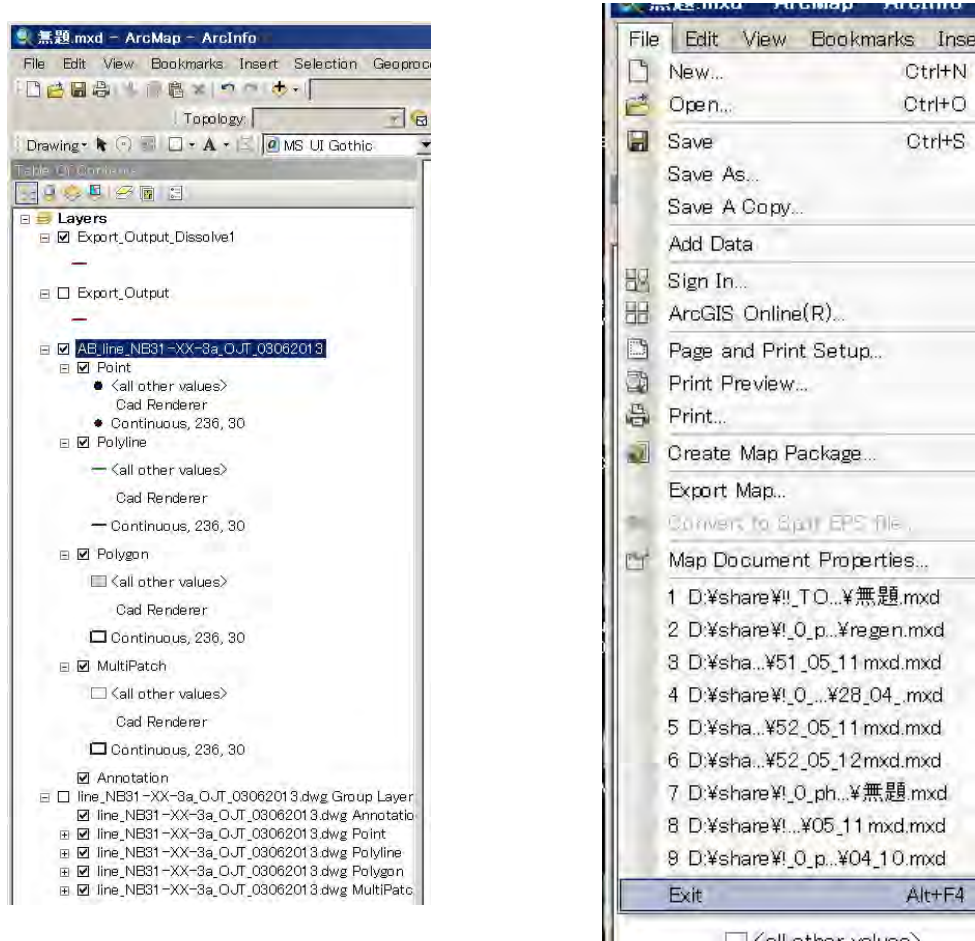 無題.mxd - ArcMap - ArcInfo
File Edit View Bookmarks Insert Selection Geoproc
Topology:
Drawing A MS UI Gothic
Table Of Contents
Layers
Export_Output_Dissolve1
Export_Output
AB_line_NB31-XX-3a_OJT_03062013
Point
<all other values>
Cad Renderer
Continuous, 236, 30
Polyline
<all other values>
Cad Renderer
Continuous, 236, 30
Polygon
<all other values>
Cad Renderer
Continuous, 236, 30
MultiPatch
<all other values>
Cad Renderer
Continuous, 236, 30
Annotation
line_NB31-XX-3a_OJT_03062013.dwg Group Layer
line_NB31-XX-3a_OJT_03062013.dwg Annotatio
line_NB31-XX-3a_OJT_03062013.dwg Point
line_NB31-XX-3a_OJT_03062013.dwg Polyline
line_NB31-XX-3a_OJT_03062013.dwg Polygon
line_NB31-XX-3a_OJT_03062013.dwg MultiPatc
無題.mxd - ArcMap - ArcInfo
File Edit View Bookmarks Inse
New... Ctrl+N
Open... Ctrl+O
Save Ctrl+S
Save As...
Save A Copy...
Add Data
Sign In...
ArcGIS Online(R)...
Page and Print Setup...
Print Preview...
Print...
Create Map Package...
Export Map...
Map Document Properties...
1 D:¥share¥!!_TO...¥無題.mxd
2 D:¥share¥!_0_p...¥regen.mxd
3 D:¥sha...¥51_05_11mxd.mxd
4 D:¥share¥!_0_...¥28_04_.mxd
5 D:¥sha...¥52_05_11mxd.mxd
6 D:¥sha...¥52_05_12mxd.mxd
7 D:¥share¥!_0_ph...¥無題.mxd
8 D:¥share¥!...¥05_11mxd.mxd
9 D:¥share¥!_0_p...¥04_10.mxd
Exit Alt+F4
<all other values>